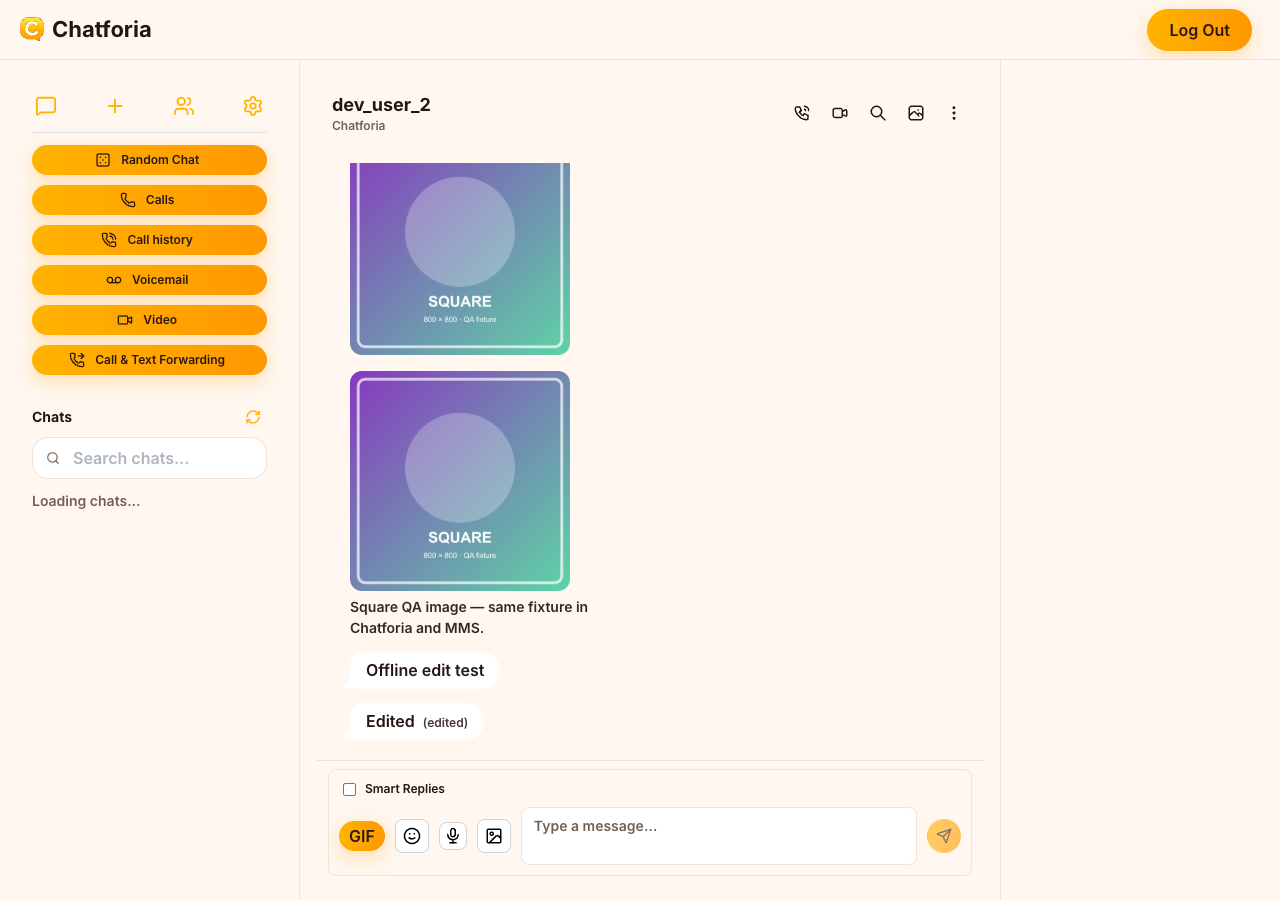 Chatforia
Log Out
Random Chat
Calls
Call history
Voicemail
Video
Call & Text Forwarding
Chats
Search chats...
Loading chats...
dev_user_2
Chatforia
SQUARE
800 × 800 · QA fixture
SQUARE
800 × 800 · QA fixture
Square QA image — same fixture in
Chatforia and MMS.
Offline edit test
Edited (edited)
Smart Replies
GIF
Type a message...